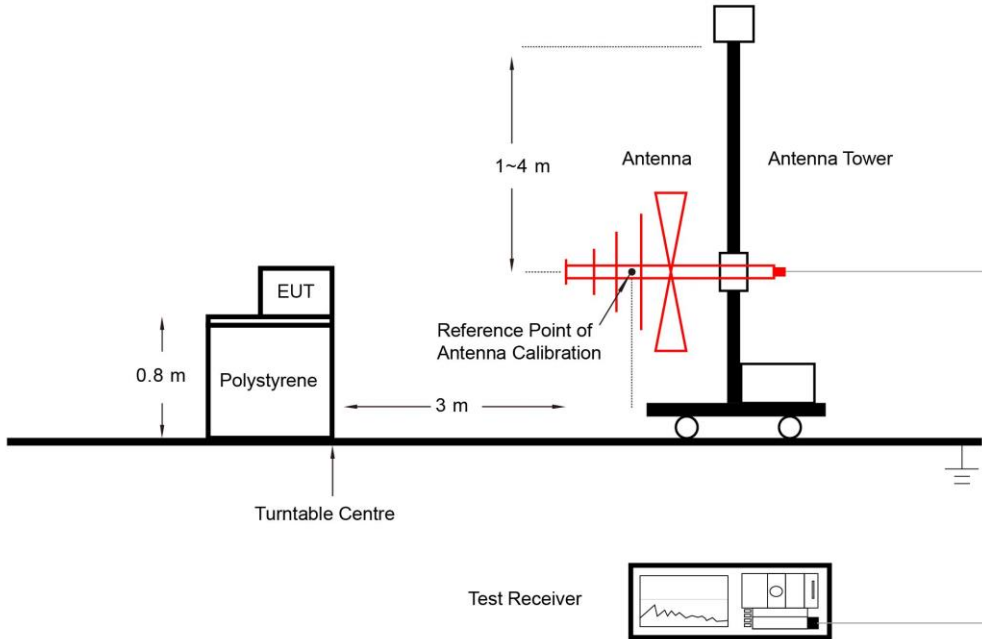 1~4 m
Antenna
Antenna Tower
EUT
Reference Point of
Antenna Calibration
0.8 m
Polystyrene
3 m
Turntable Centre
Test Receiver